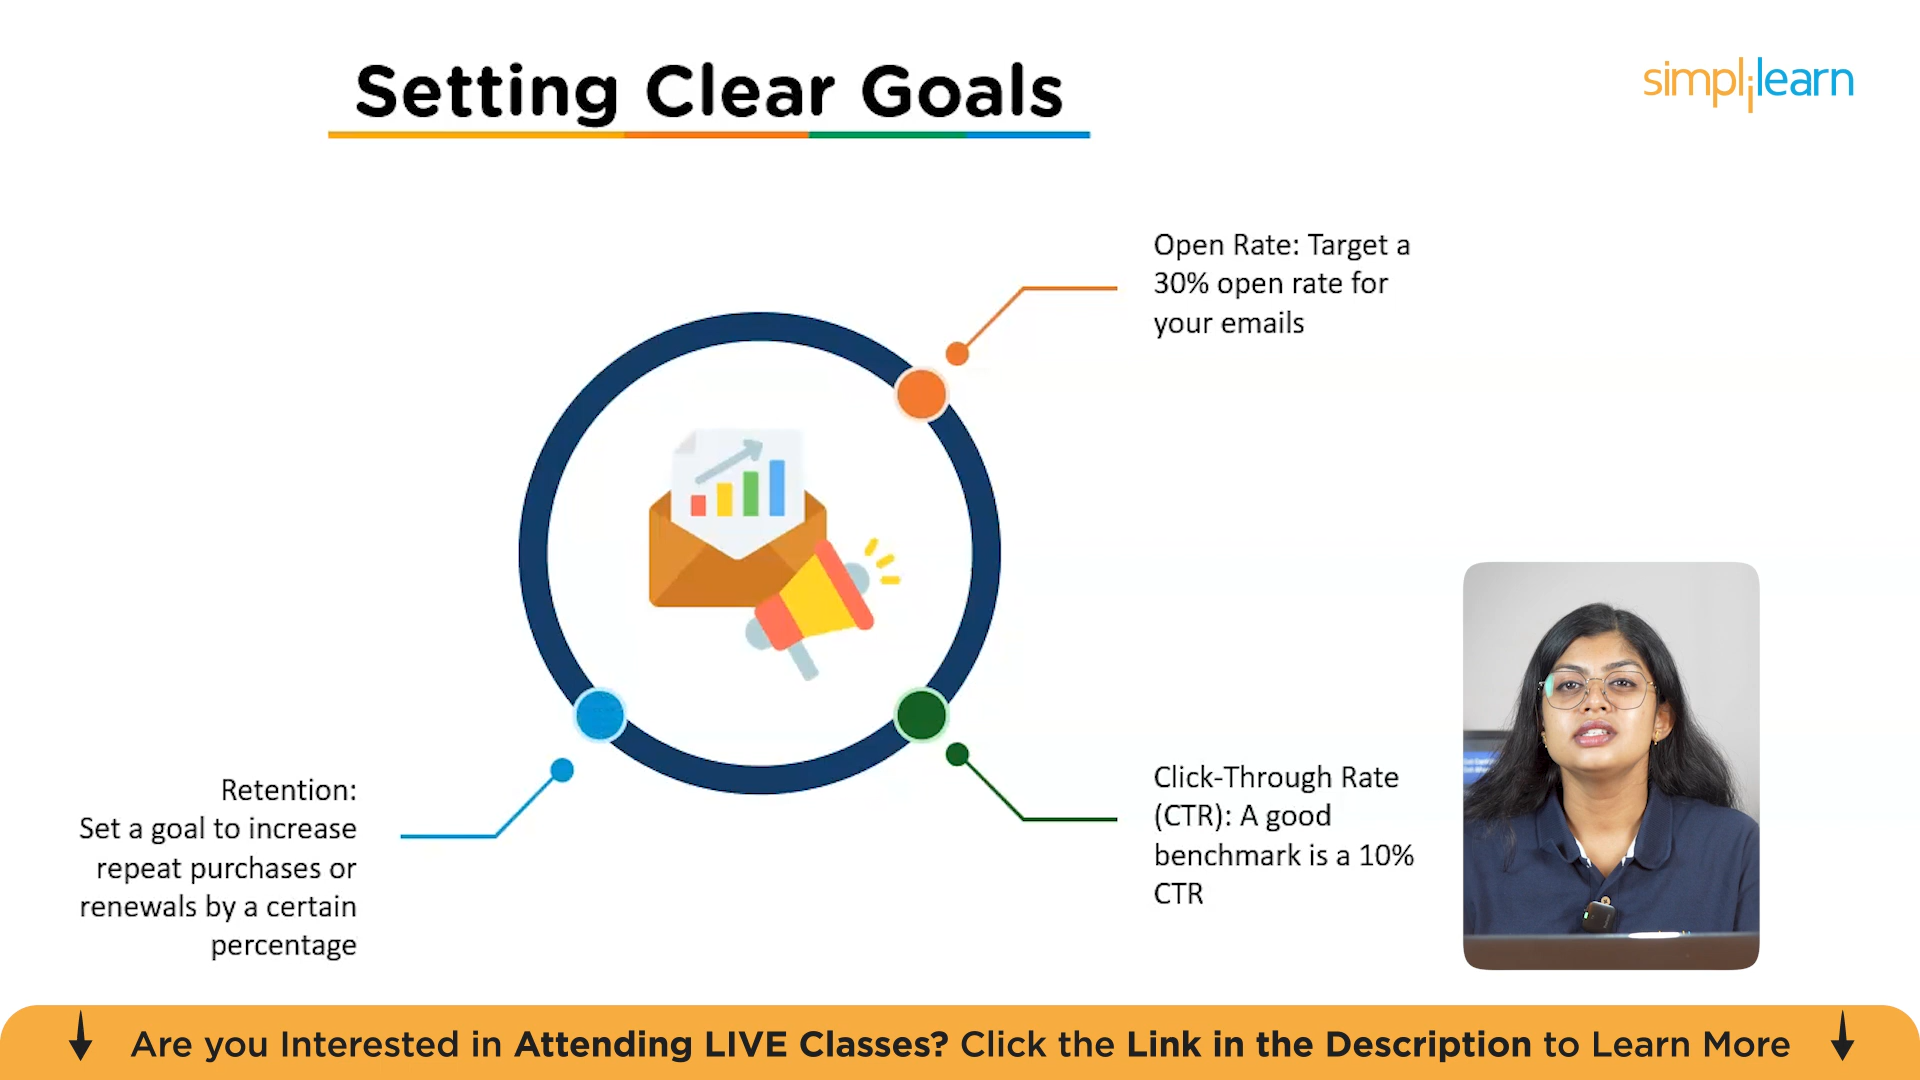 Setting Clear Goals
simplilearn
Open Rate: Target a
30% open rate for
your emails
Retention:
Set a goal to increase
repeat purchases or
renewals by a certain
percentage
Click-Through Rate
(CTR): A good
benchmark is a 10%
CTR
Are you Interested in Attending LIVE Classes? Click the Link in the Description to Learn More